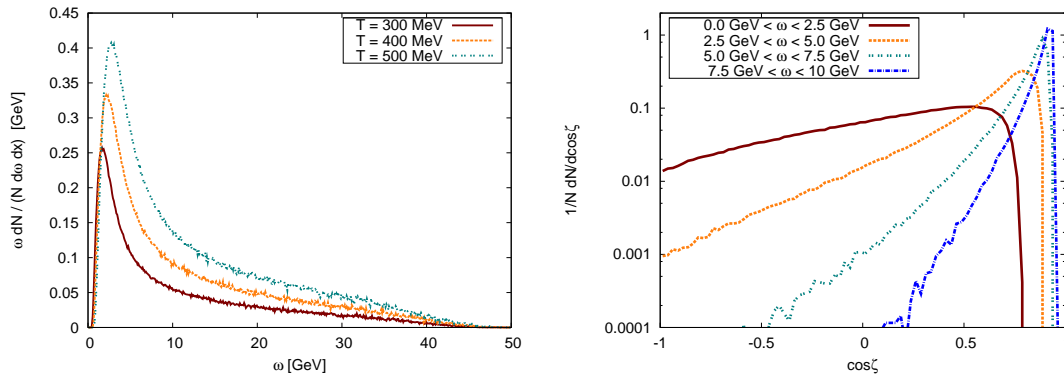 T = 300 MeV
T = 400 MeV
T = 500 MeV
0.45
0.4
0.35
0.3
0.25
0.2
0.15
0.1
0.05
0
ω dN / (N dω dx) [GeV]
0 10 20 30 40 50
ω [GeV]
0.0 GeV < ω < 2.5 GeV
2.5 GeV < ω < 5.0 GeV
5.0 GeV < ω < 7.5 GeV
7.5 GeV < ω < 10 GeV
1
0.1
0.01
0.001
0.0001
1/N dN/dcosζ
-1 -0.5 0 0.5
cosζ